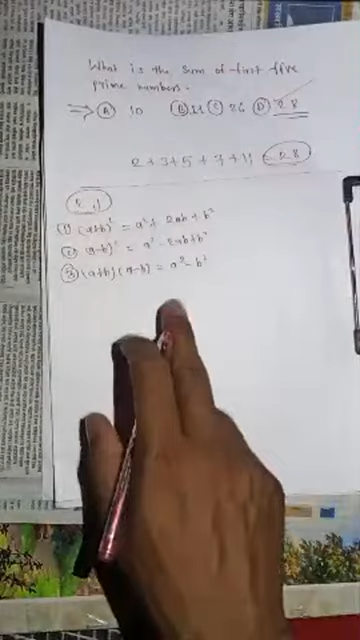 What is the sum of first five
prime numbers.
⇒ (A) 10 (B) (C) 26 (D) 28
2+3+5+7+11 = 28
(1) (a+b)² = a² + 2ab + b²
(2) (a-b)² = a² - 2ab + b²
(3) (a+b) (a-b) = a² - b²